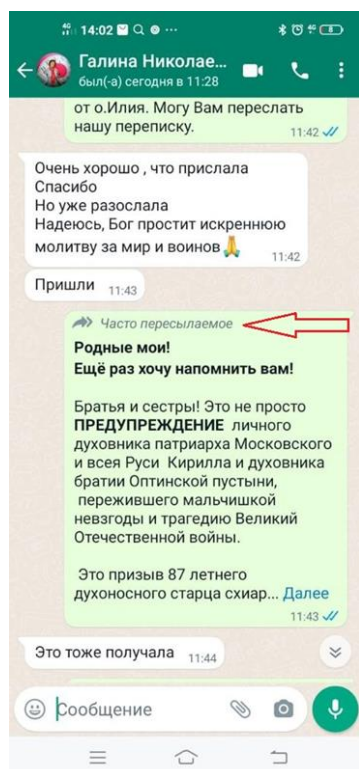 14:02
Галина Николае...
был(-а) сегодня в 11:28
от о.Илия. Могу Вам переслать
нашу переписку.
11:42
Очень хорошо , что прислала
Спасибо
Но уже разослала
Надеюсь, Бог простит искреннюю
молитву за мир и воинов🙏
11:42
Пришли 11:43
Часто пересылаемое
Родные мои!
Ещё раз хочу напомнить вам!
Братья и сестры! Это не просто
ПРЕДУПРЕЖДЕНИЕ личного
духовника патриарха Московского
и всея Руси Кирилла и духовника
братии Оптинской пустыни,
пережившего мальчишкой
невзгоды и трагедию Великий
Отечественной войны.
Это призыв 87 летнего
духоносного старца схиар... Далее
11:43
Это тоже получала 11:44
Сообщение